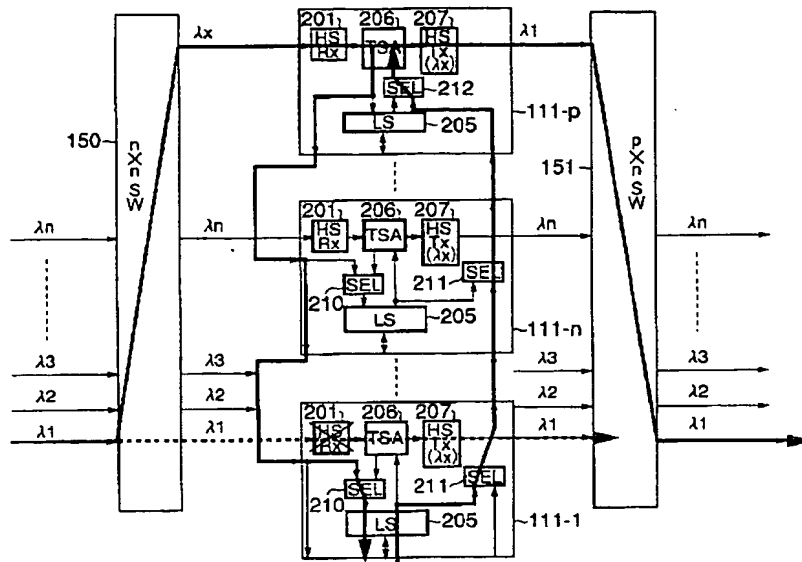 201 206 207
λx HS Rx TSA HS Tx (λx) λ1
SEL 212
LS 205 111-p
150 n×n SW
151 p×n SW
201 206 207
λn λn HS Rx TSA HS Tx (λx) λn λn
SEL 210 211 SEL
LS 205 111-n
λ3 λ3 λ3 λ3
λ2 λ2 λ2 λ2
201 206 207
λ1 λ1 HS Rx TSA HS Tx (λx) λ1 λ1
SEL 210 211 SEL
LS 205 111-1